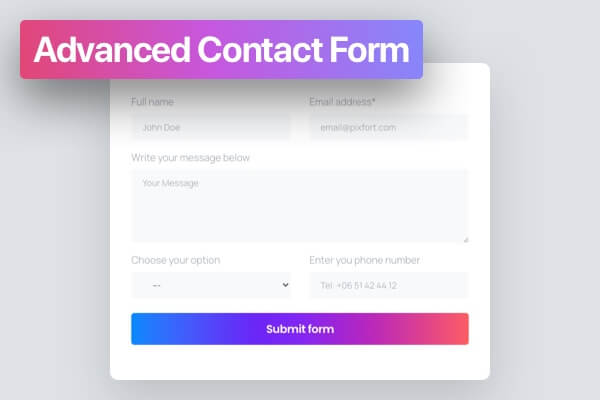 Advanced Contact Form
Full name Email address*
John Doe email@pixfort.com
Write your message below
Your Message
Choose your option Enter you phone number
--- Tel: +06 51 42 44 12
Submit form